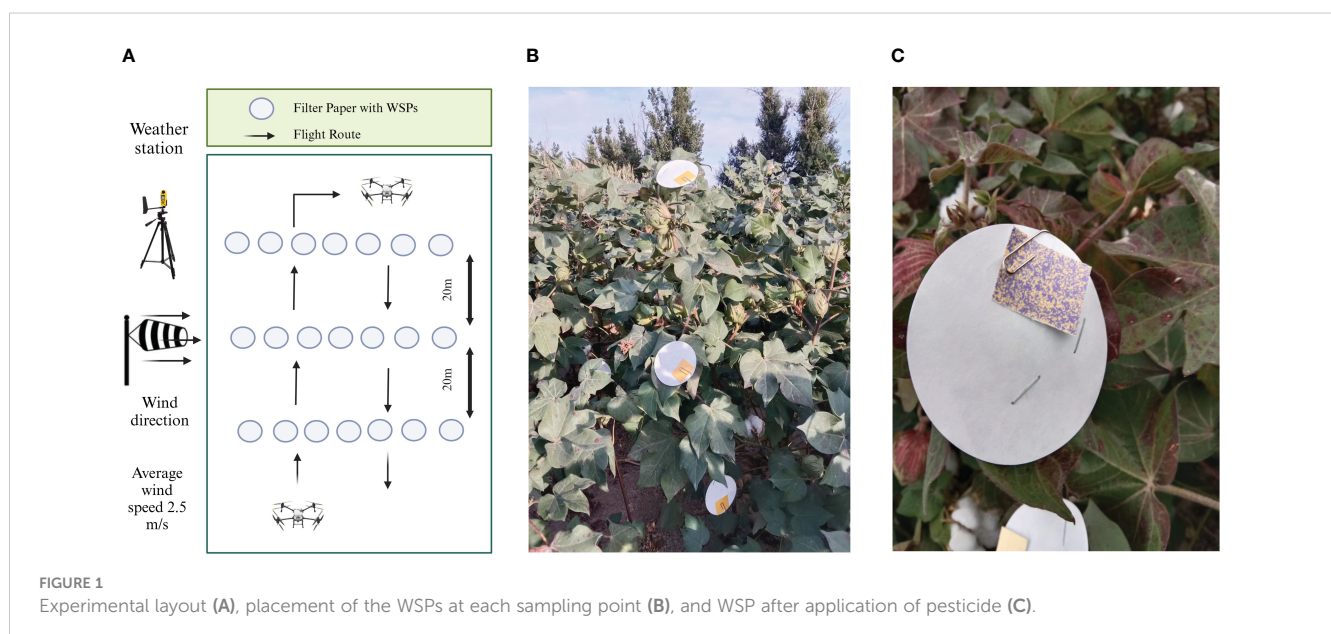 A
B
C
Filter Paper with WSPs
Flight Route
Weather
station
20m
20m
Wind
direction
Average
wind
speed 2.5
m/s
FIGURE 1
Experimental layout (A), placement of the WSPs at each sampling point (B), and WSP after application of pesticide (C).